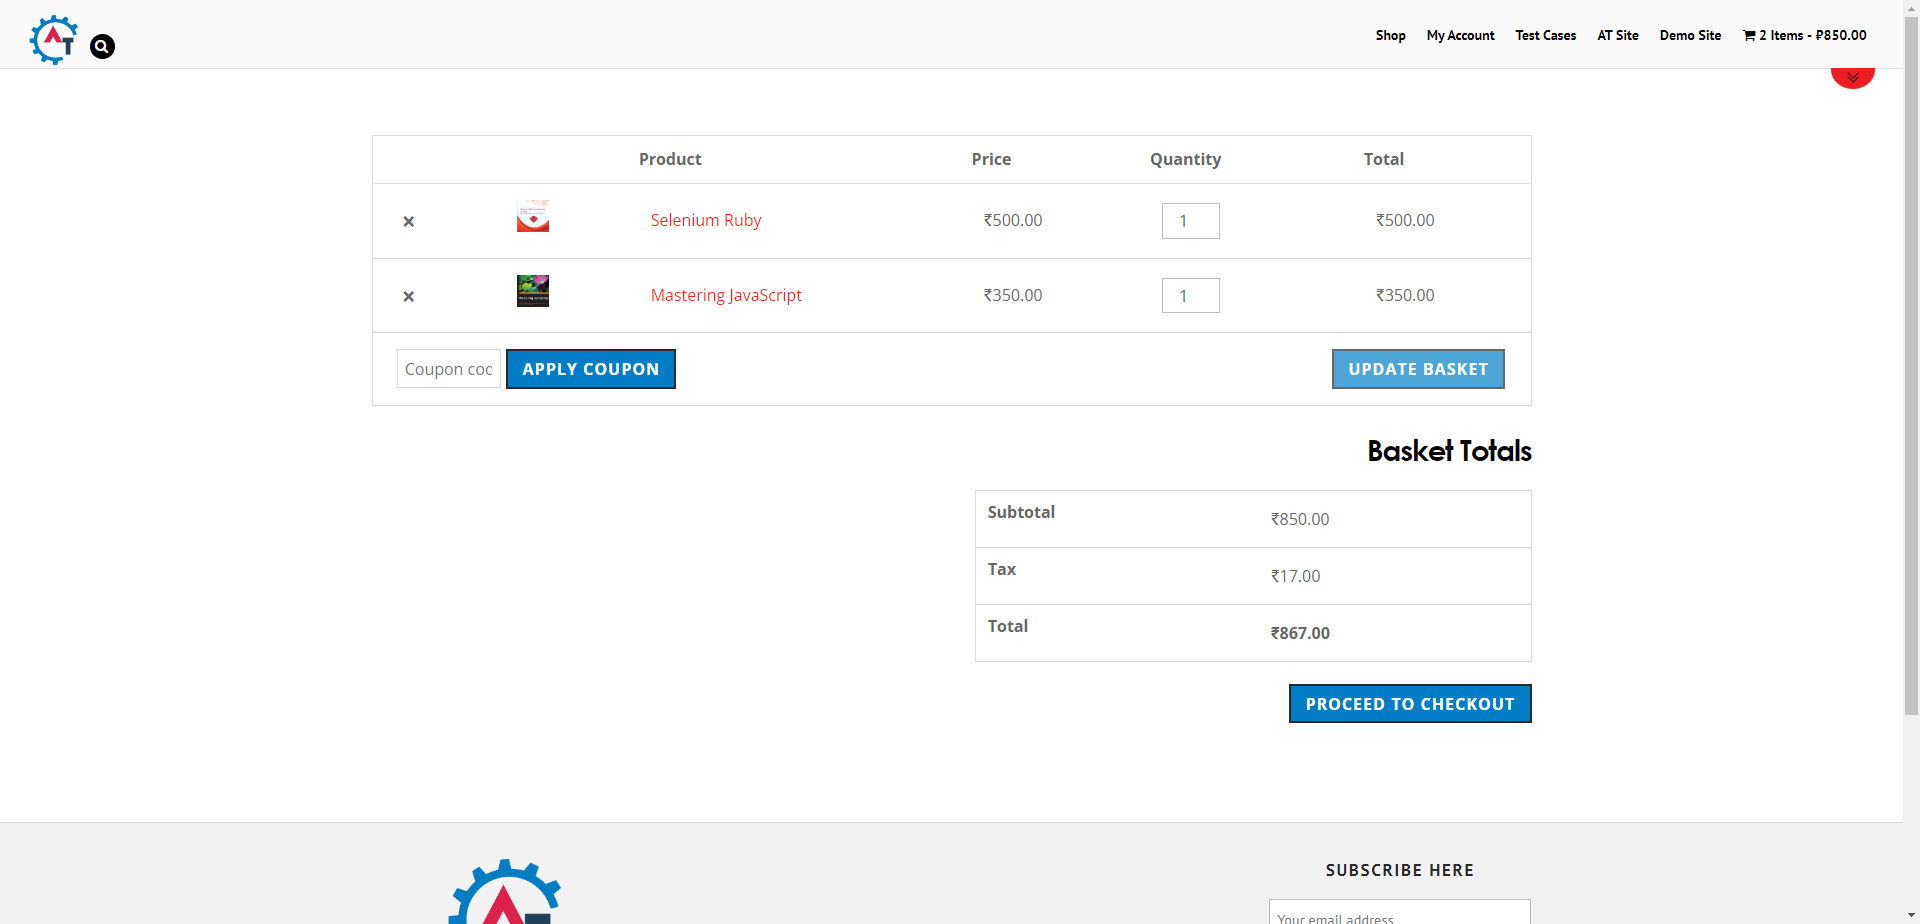 AT
Shop My Account Test Cases AT Site Demo Site 2 Items - ₽850.00
Product Price Quantity Total
× Selenium Ruby ₹500.00 1 ₹500.00
× Mastering JavaScript ₹350.00 1 ₹350.00
Coupon coc APPLY COUPON UPDATE BASKET
Basket Totals
Subtotal ₹850.00
Tax ₹17.00
Total ₹867.00
PROCEED TO CHECKOUT
SUBSCRIBE HERE
Your email address